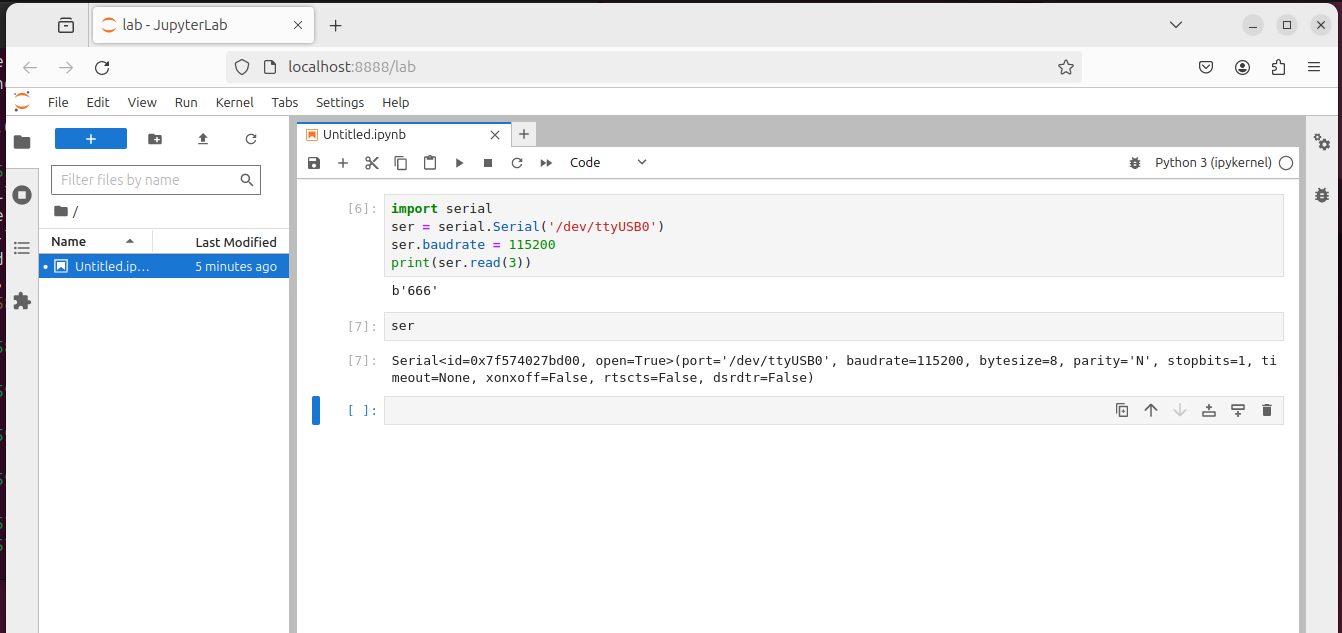 lab - JupyterLab
localhost:8888/lab
File Edit View Run Kernel Tabs Settings Help
Untitled.ipynb
Code
Python 3 (ipykernel)
Filter files by name
/
Name Last Modified
Untitled.ip… 5 minutes ago
[6]: import serial
ser = serial.Serial('/dev/ttyUSB0')
ser.baudrate = 115200
print(ser.read(3))
b'666'
[7]: ser
[7]: Serial<id=0x7f574027bd00, open=True>(port='/dev/ttyUSB0', baudrate=115200, bytesize=8, parity='N', stopbits=1, ti
meout=None, xonxoff=False, rtscts=False, dsrdtr=False)
[ ]: